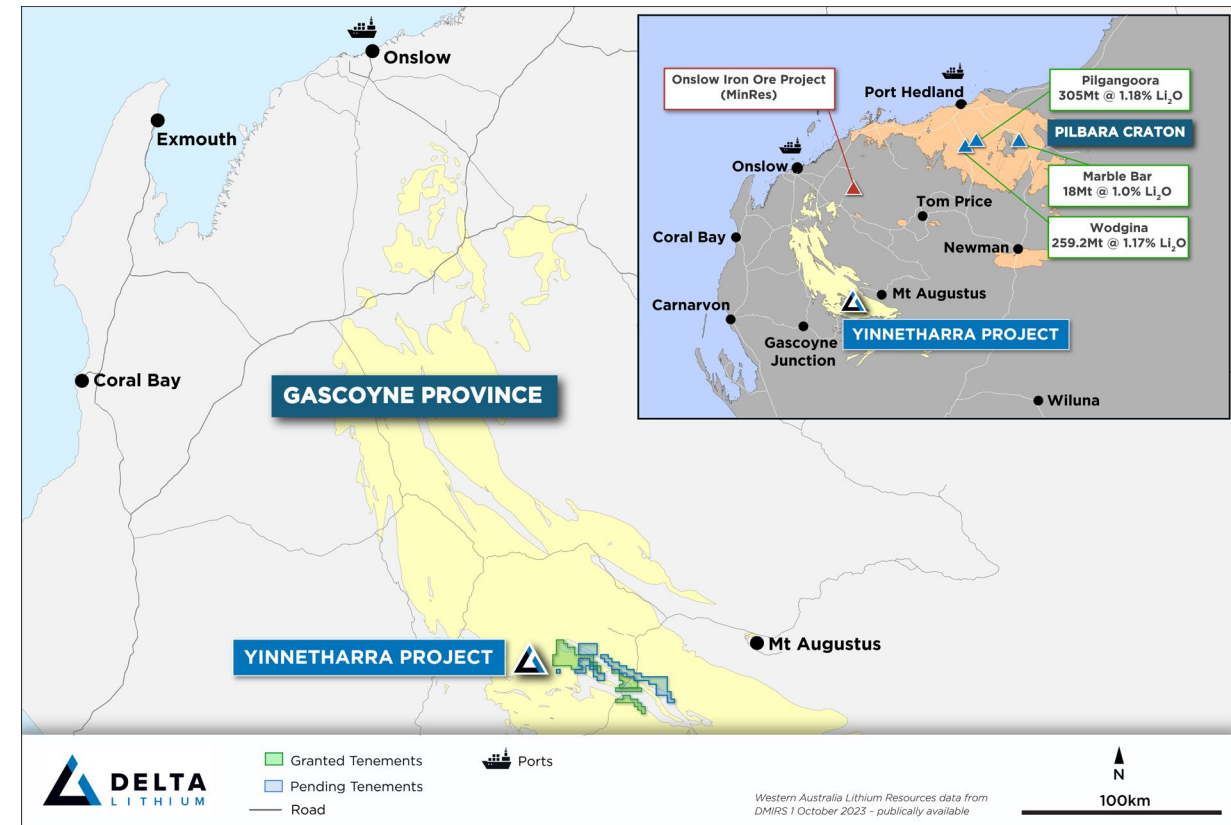 Onslow
Exmouth
Coral Bay
GASCOYNE PROVINCE
YINNETHARRA PROJECT
Mt Augustus
Onslow Iron Ore Project
(MinRes)
Port Hedland
Pilgangoora
305Mt @ 1.18% Li₂O
PILBARA CRATON
Marble Bar
18Mt @ 1.0% Li₂O
Wodgina
259.2Mt @ 1.17% Li₂O
Onslow
Tom Price
Coral Bay
Newman
Mt Augustus
Carnarvon
Gascoyne
Junction
YINNETHARRA PROJECT
Wiluna
DELTA
LITHIUM
Granted Tenements
Pending Tenements
Road
Ports
Western Australia Lithium Resources data from
DMIRS 1 October 2023 – publically available
N
100km